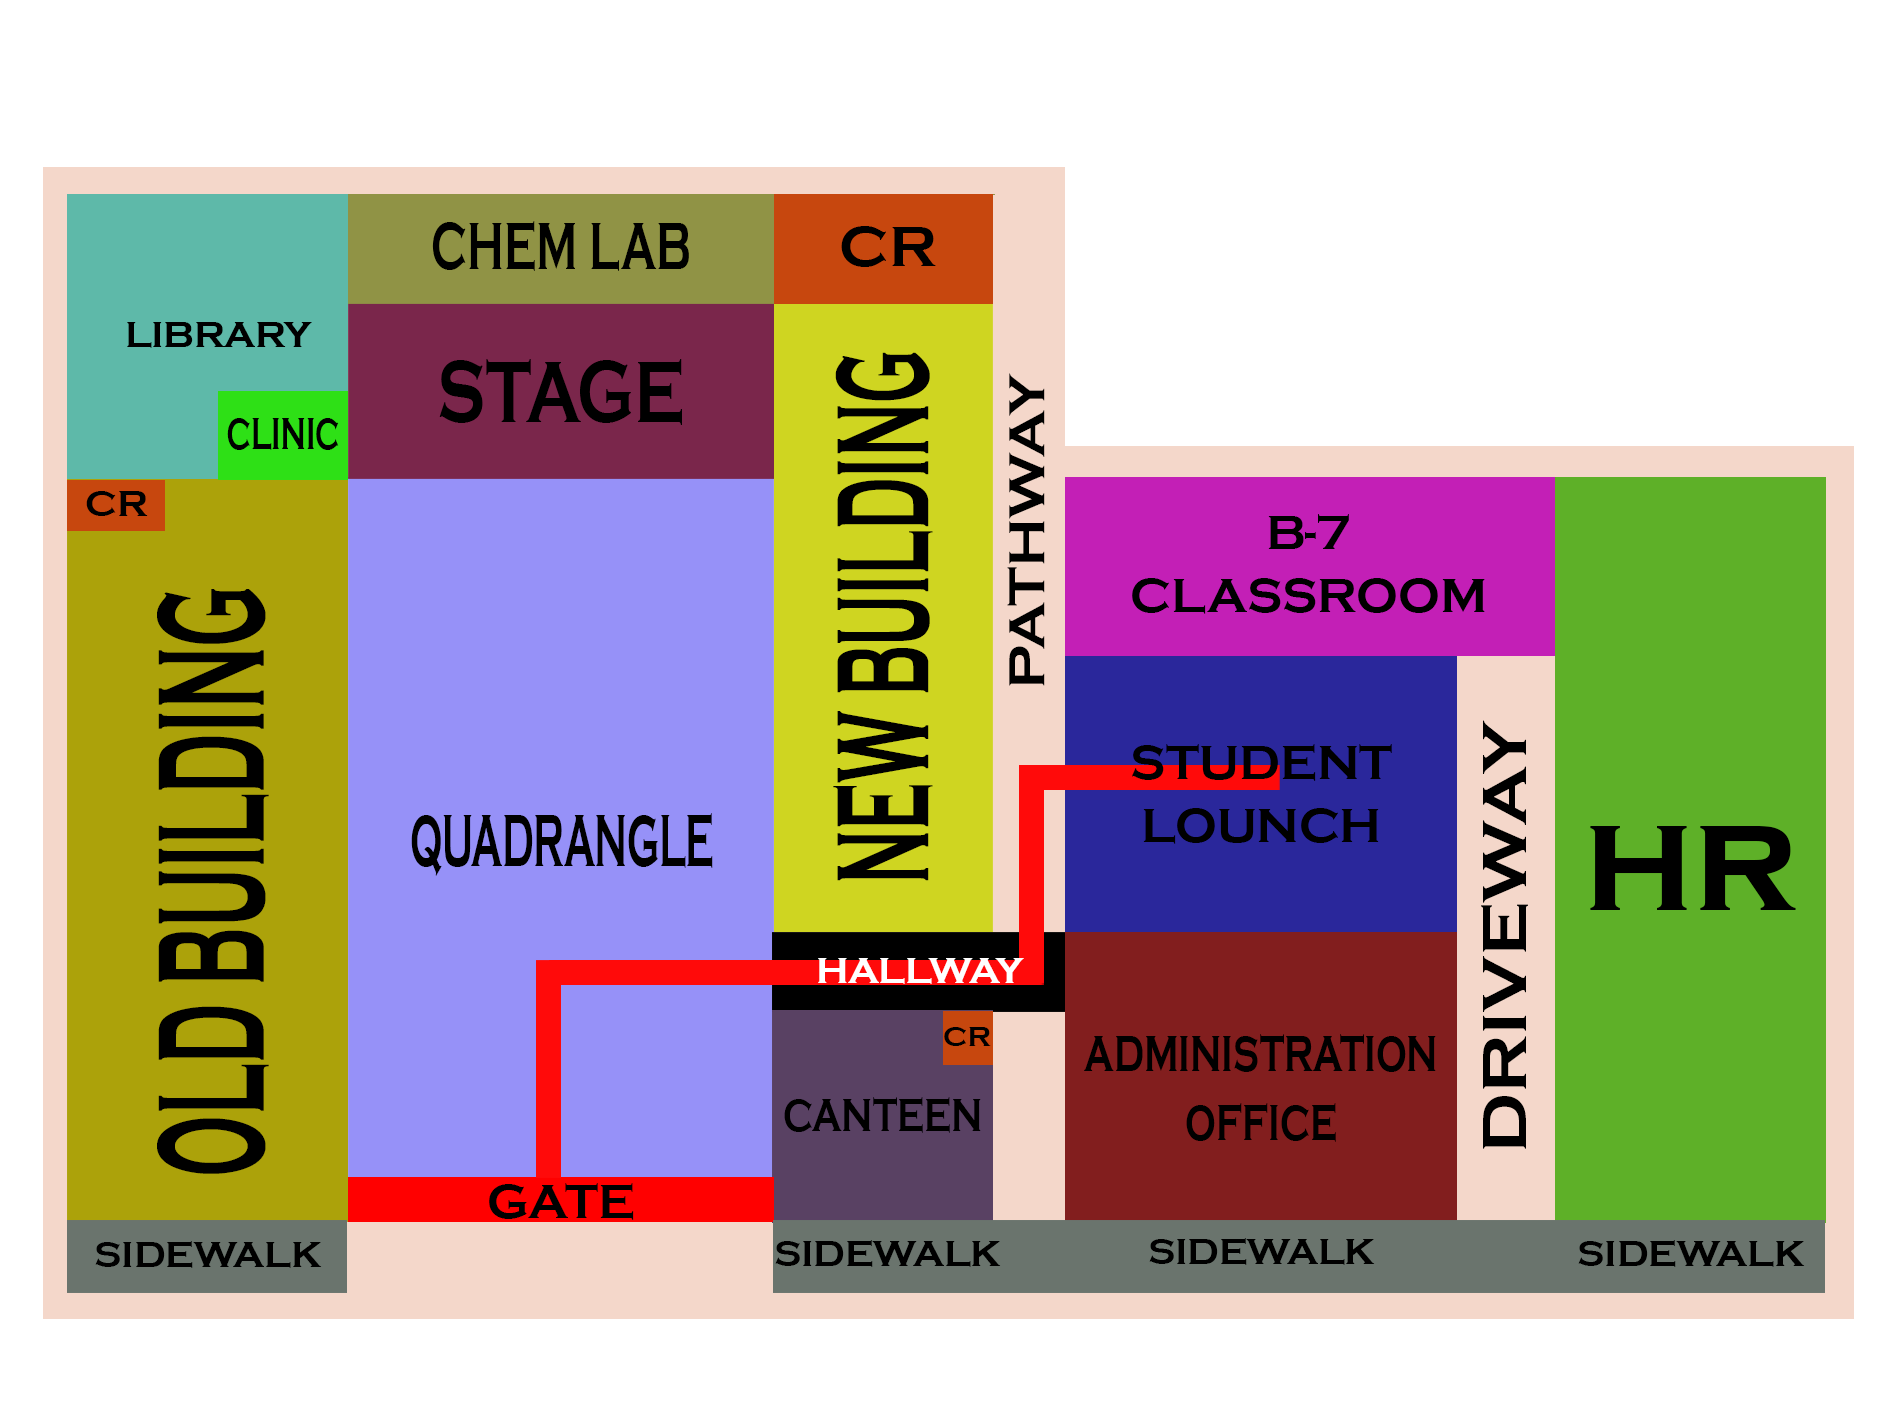 CHEM LAB
CR
LIBRARY
STAGE
CLINIC
CR
OLD BUILDING
QUADRANGLE
NEW BUILDING
PATHWAY
B-7
CLASSROOM
STUDENT
LOUNCH
DRIVEWAY
HR
HALLWAY
CR
CANTEEN
ADMINISTRATION
OFFICE
GATE
SIDEWALK
SIDEWALK
SIDEWALK
SIDEWALK